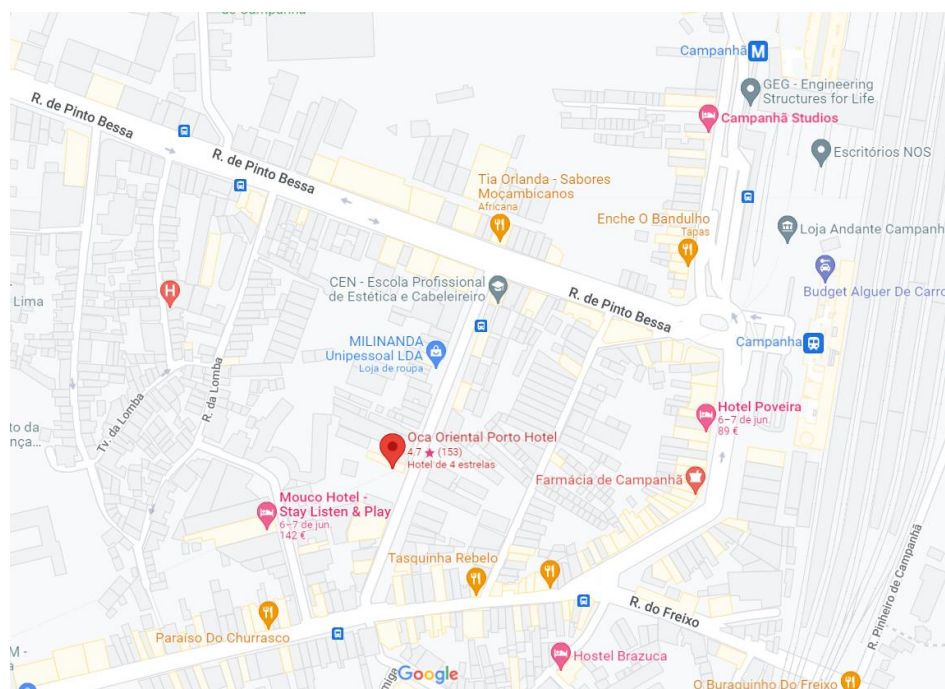 Campanhã
M
GEG - Engineering
Structures for Life
R. de Pinto Bessa
Campanhã Studios
Escritórios NOS
R. de Pinto Bessa
Tia Orlanda - Sabores
Moçambicanos
Africana
Enche O Bandulho
Tapas
Loja Andante Campanh
CEN - Escola Profissional
de Estética e Cabeleireiro
Budget Alguer De Carro
R. de Pinto Bessa
H
Lima
MILINANDA
Unipessoal LDA
Loja de roupa
Campanhã
R. da Lomba
Tv. da Lomba
Hotel Poveira
6–7 de jun.
89 €
to da
nça...
Oca Oriental Porto Hotel
4.7 ★ (153)
Hotel de 4 estrelas
Farmácia de Campanhã
Mouco Hotel -
Stay Listen & Play
6–7 de jun.
142 €
Tasquinha Rebelo
R. Pinheiro de Campanhã
R. do Freixo
Paraíso Do Churrasco
M -
a
Hostel Brazuca
Google
miga
O Buraquinho Do Freixo